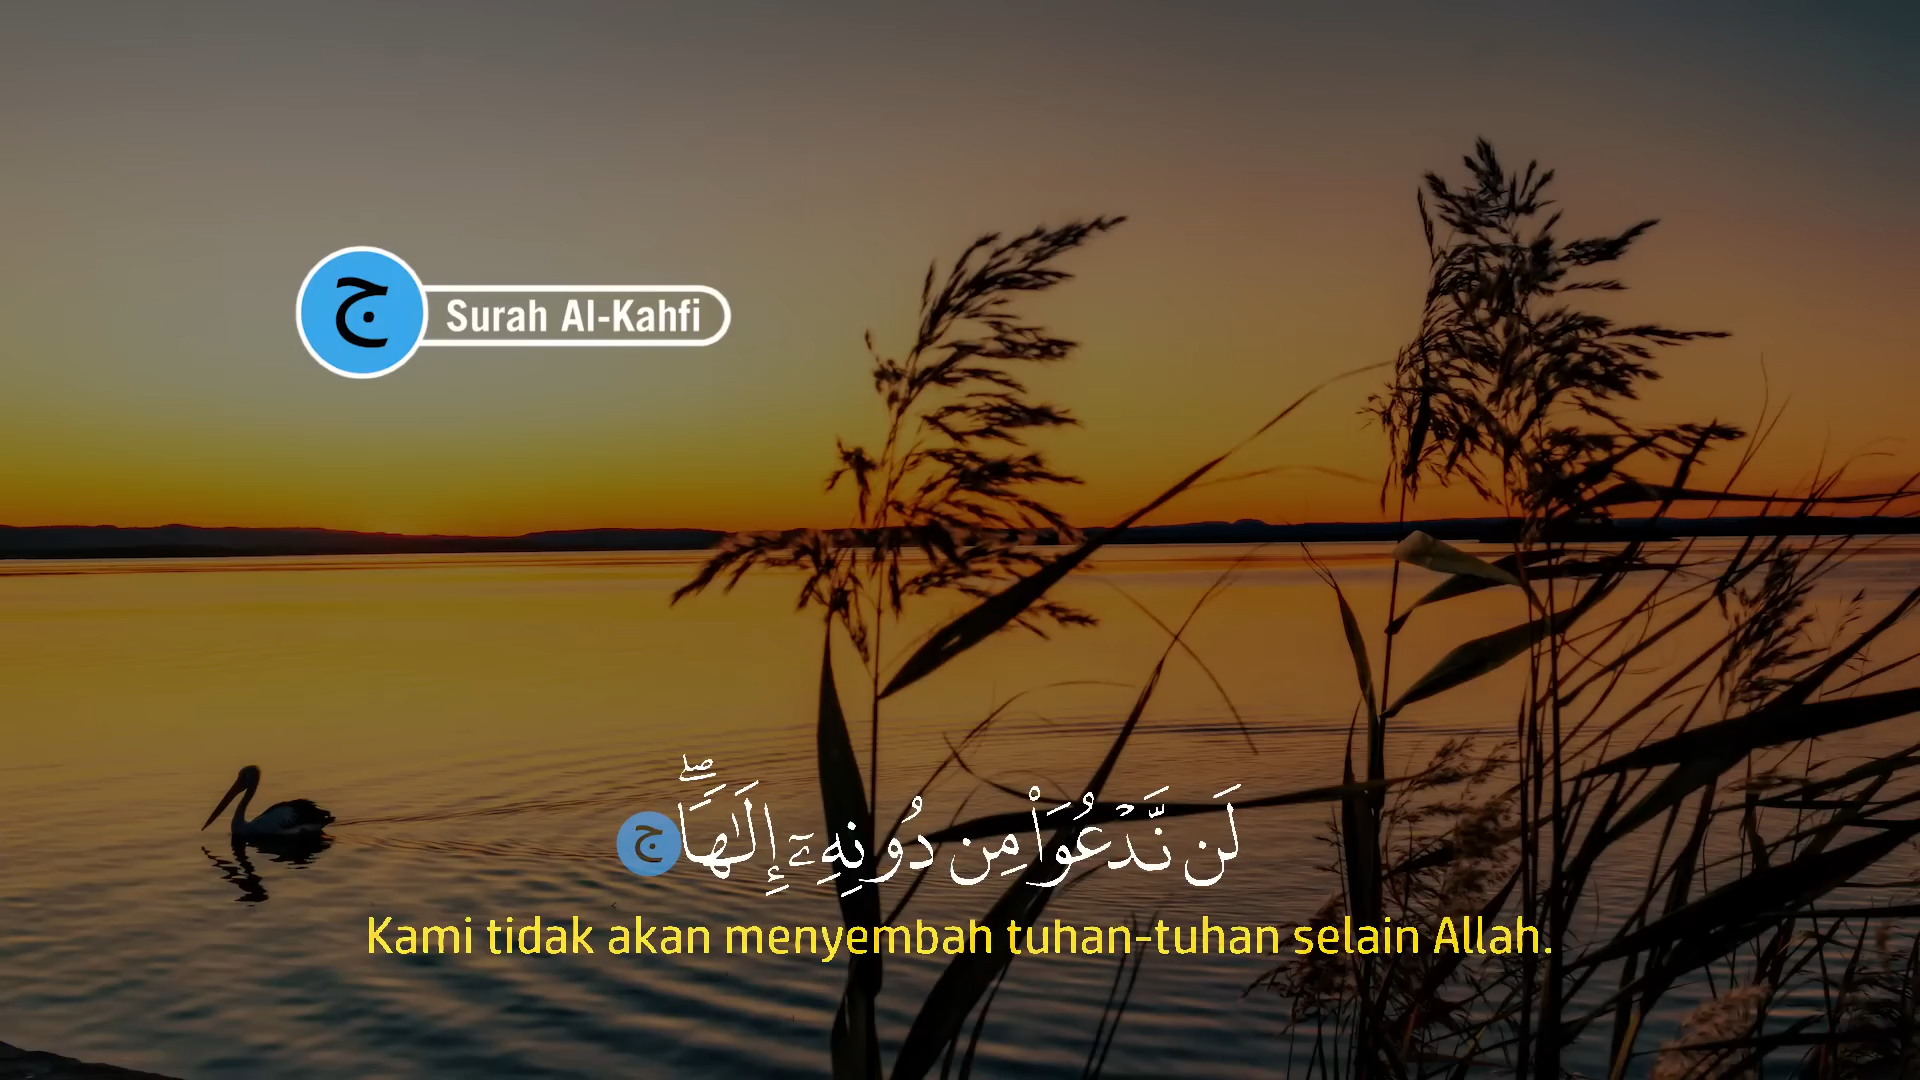 ج
Surah Al-Kahfi
لَن نَّدْعُوَا۟ مِن دُونِهِۦٓ إِلَـٰهًا ۖ ج
Kami tidak akan menyembah tuhan-tuhan selain Allah.